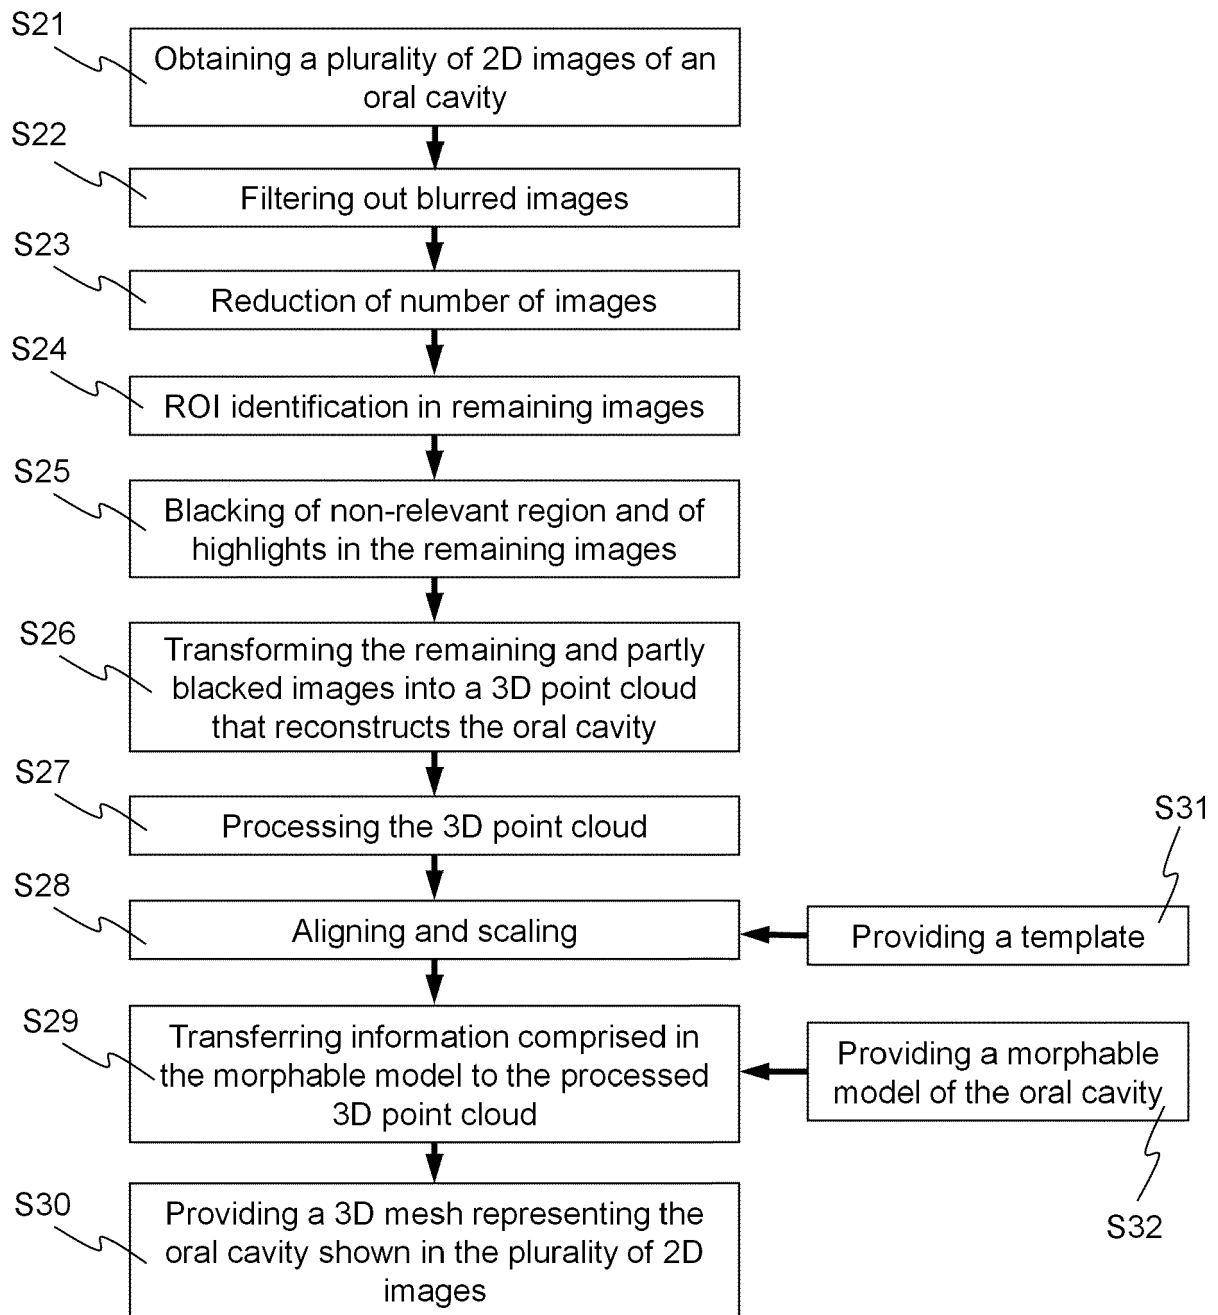 S21
Obtaining a plurality of 2D images of an
oral cavity
S22
Filtering out blurred images
S23
Reduction of number of images
S24
ROI identification in remaining images
S25
Blacking of non-relevant region and of
highlights in the remaining images
S26
Transforming the remaining and partly
blacked images into a 3D point cloud
that reconstructs the oral cavity
S27
Processing the 3D point cloud
S31
S28
Aligning and scaling
Providing a template
S29
Transferring information comprised in
the morphable model to the processed
3D point cloud
Providing a morphable
model of the oral cavity
S32
S30
Providing a 3D mesh representing the
oral cavity shown in the plurality of 2D
images